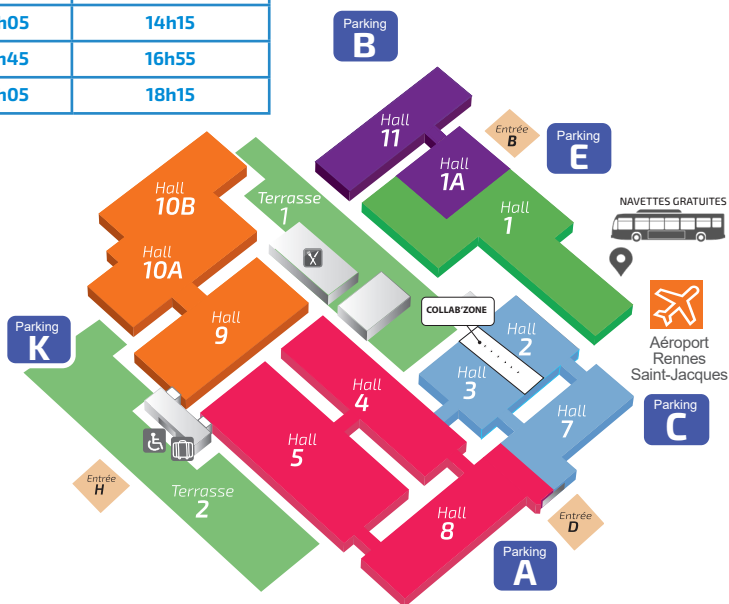 h05 14h15
h45 16h55
h05 18h15
Parking
B
Hall
11
Entrée
B
Parking
E
Hall
1A
Hall
10B
Terrasse
1
Hall
1
NAVETTES GRATUITES
Hall
10A
COLLAB'ZONE
Hall
9
Hall
2
Aéroport
Rennes
Saint-Jacques
Parking
K
Hall
3
Hall
4
Hall
7
Parking
C
Hall
5
Entrée
H
Terrasse
2
Hall
8
Entrée
D
Parking
A